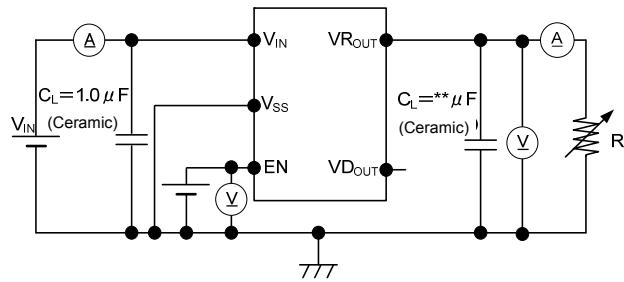 A
V_IN
VR_OUT
A
C_L=1.0μF
(Ceramic)
C_L=**μF
(Ceramic)
V_IN
V_SS
R
EN
VD_OUT
V
V